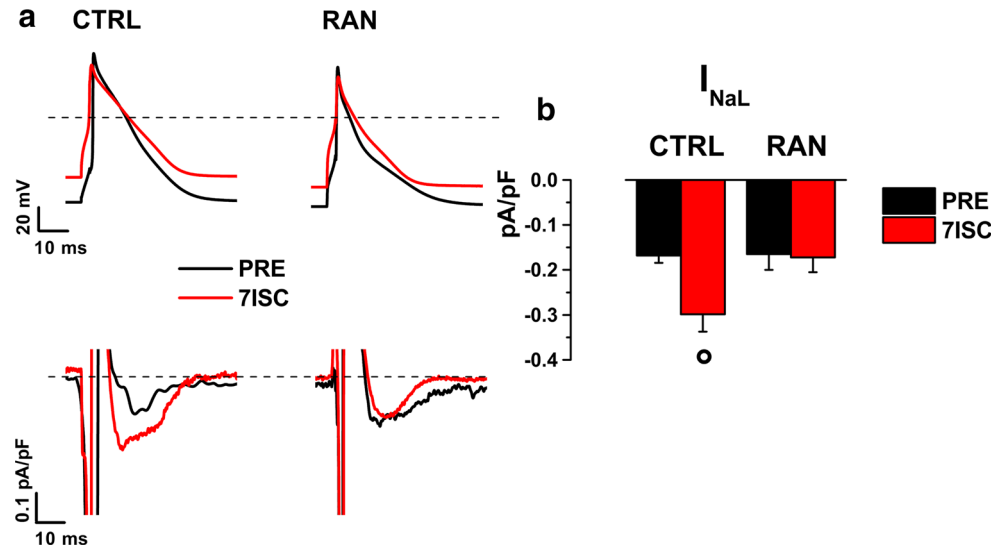 a
CTRL
RAN
20 mV
10 ms
PRE
7ISC
0.1 pA/pF
10 ms
b
I NaL
CTRL
RAN
pA/pF
0.0
-0.1
-0.2
-0.3
-0.4
PRE
7ISC